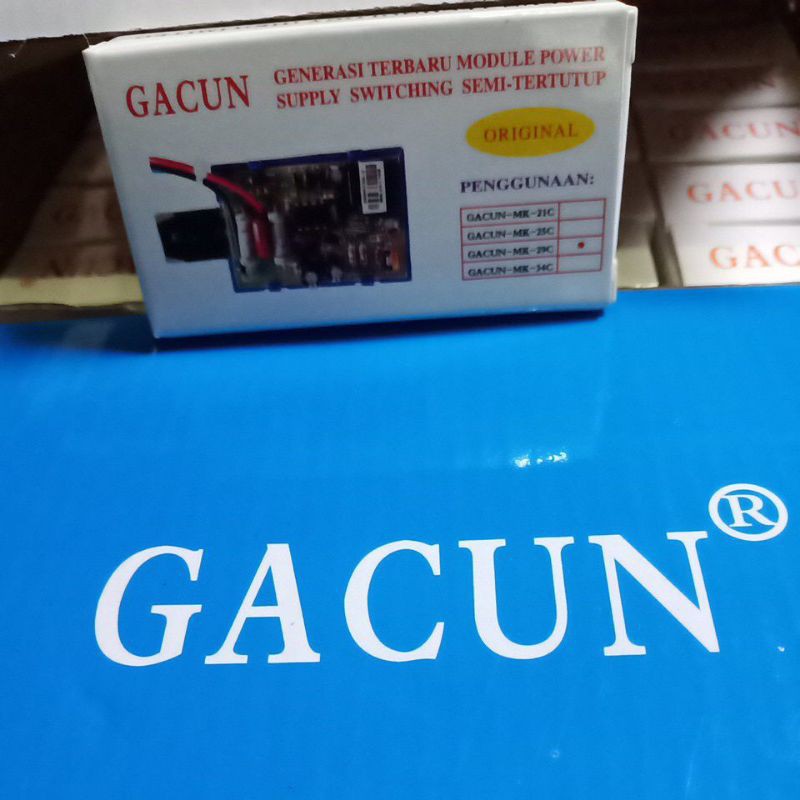 GACUN
GENERASI TERBARU MODULE POWER
SUPPLY SWITCHING SEMI-TERTUTUP
ORIGINAL
PENGGUNAAN:
GACUN-MK-21C
GACUN-MK-25C
GACUN-MK-29C
GACUN-MK-34C
GACUN
GACUN
GAC
GACUN®